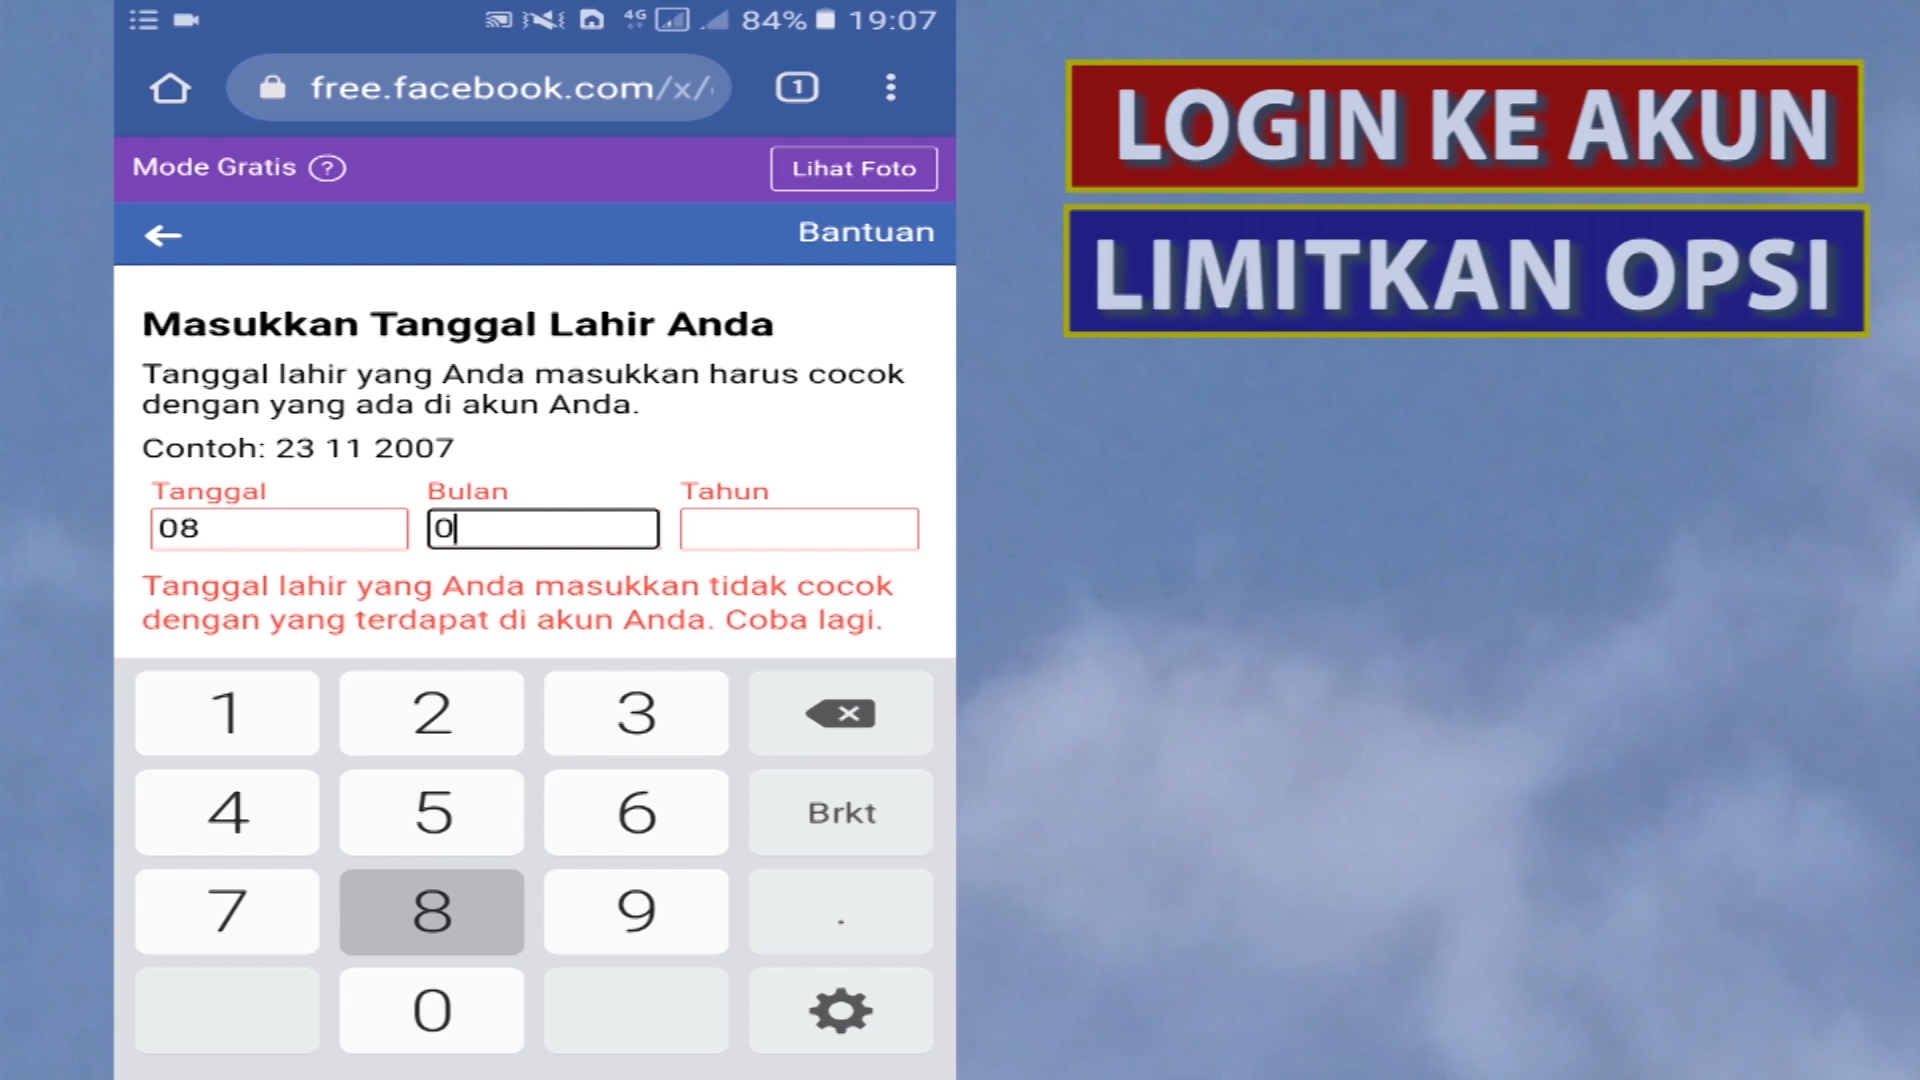 4G 84% 19:07
free.facebook.com/x/
1
Mode Gratis ?
Lihat Foto
Bantuan
Masukkan Tanggal Lahir Anda
Tanggal lahir yang Anda masukkan harus cocok
dengan yang ada di akun Anda.
Contoh: 23 11 2007
Tanggal Bulan Tahun
08 0
Tanggal lahir yang Anda masukkan tidak cocok
dengan yang terdapat di akun Anda. Coba lagi.
1 2 3
4 5 6 Brkt
7 8 9 .
0
LOGIN KE AKUN
LIMITKAN OPSI